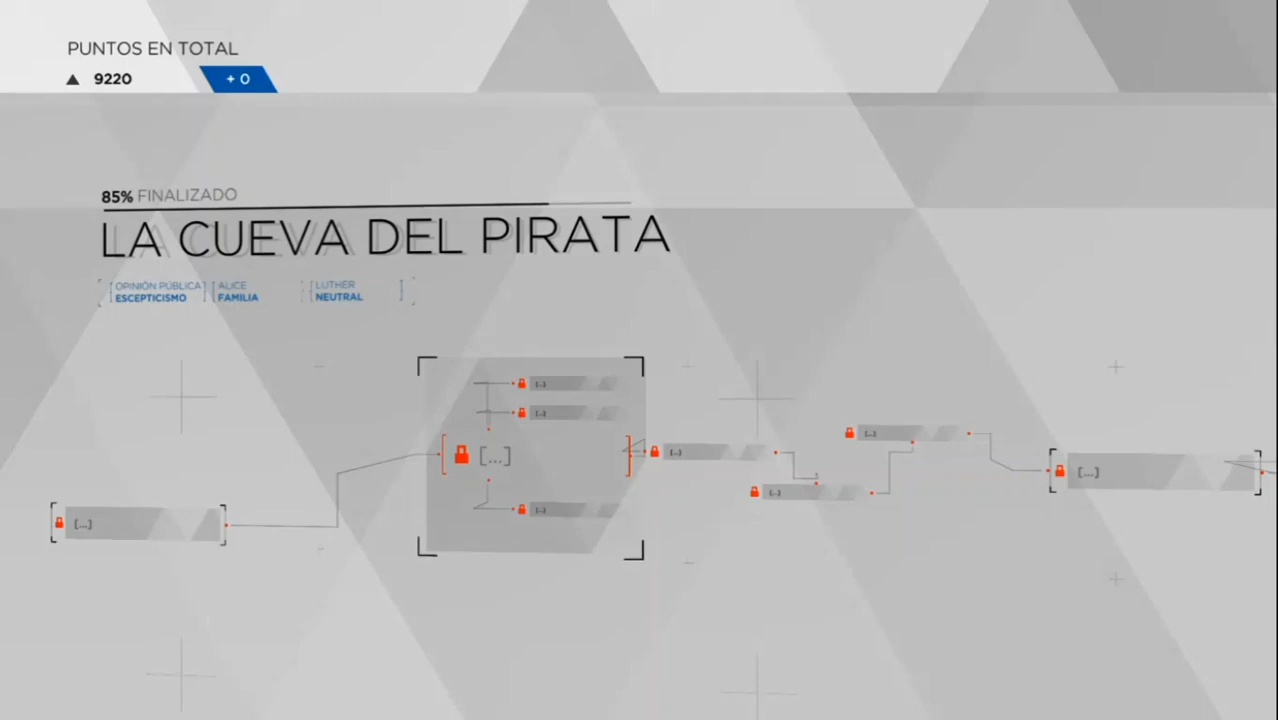 PUNTOS EN TOTAL
▲ 9220 + 0
85% FINALIZADO
LA CUEVA DEL PIRATA
OPINIÓN PÚBLICA ALICE LUTHER
ESCEPTICISMO FAMILIA NEUTRAL
[...]
[...]
[...]
[...]
[...]
[...]
[...]
[...]
[...]